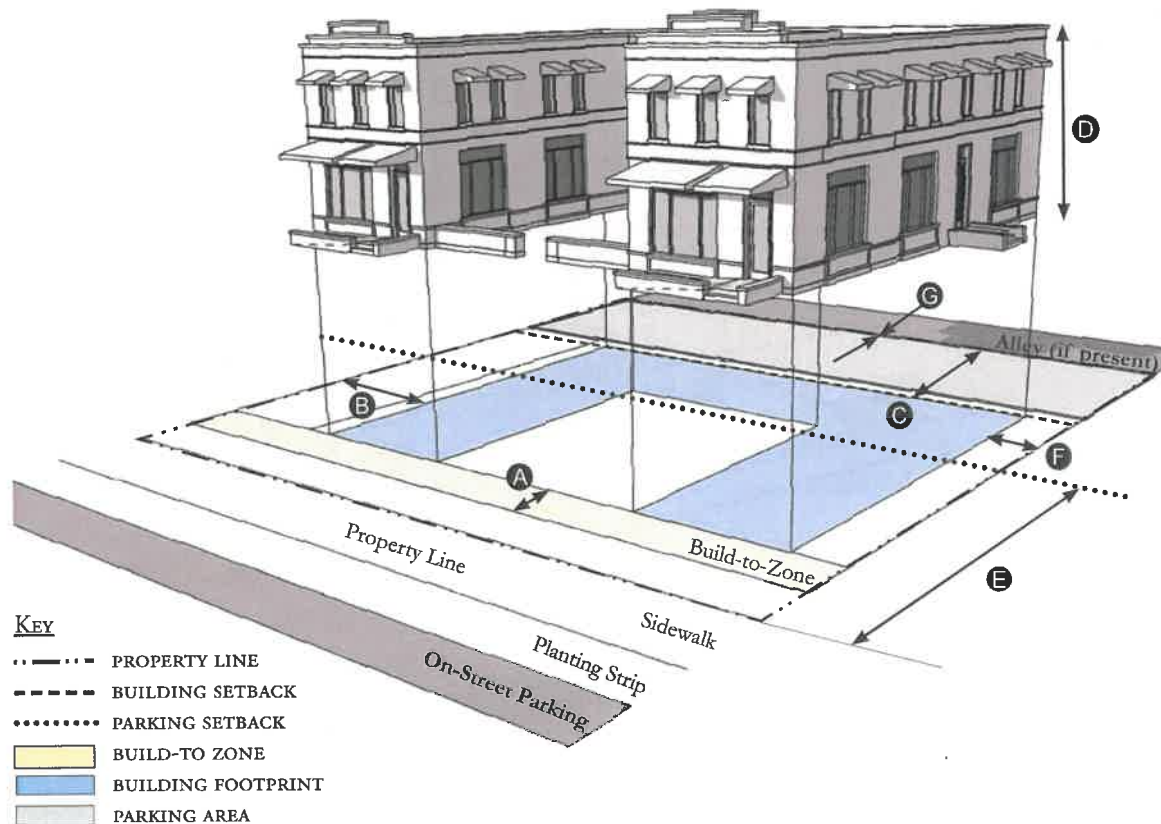 D
G
Alley (if present)
B
C
F
A
Build-to-Zone
Property Line
E
Sidewalk
Planting Strip
On-Street Parking
KEY
PROPERTY LINE
BUILDING SETBACK
PARKING SETBACK
BUILD-TO ZONE
BUILDING FOOTPRINT
PARKING AREA